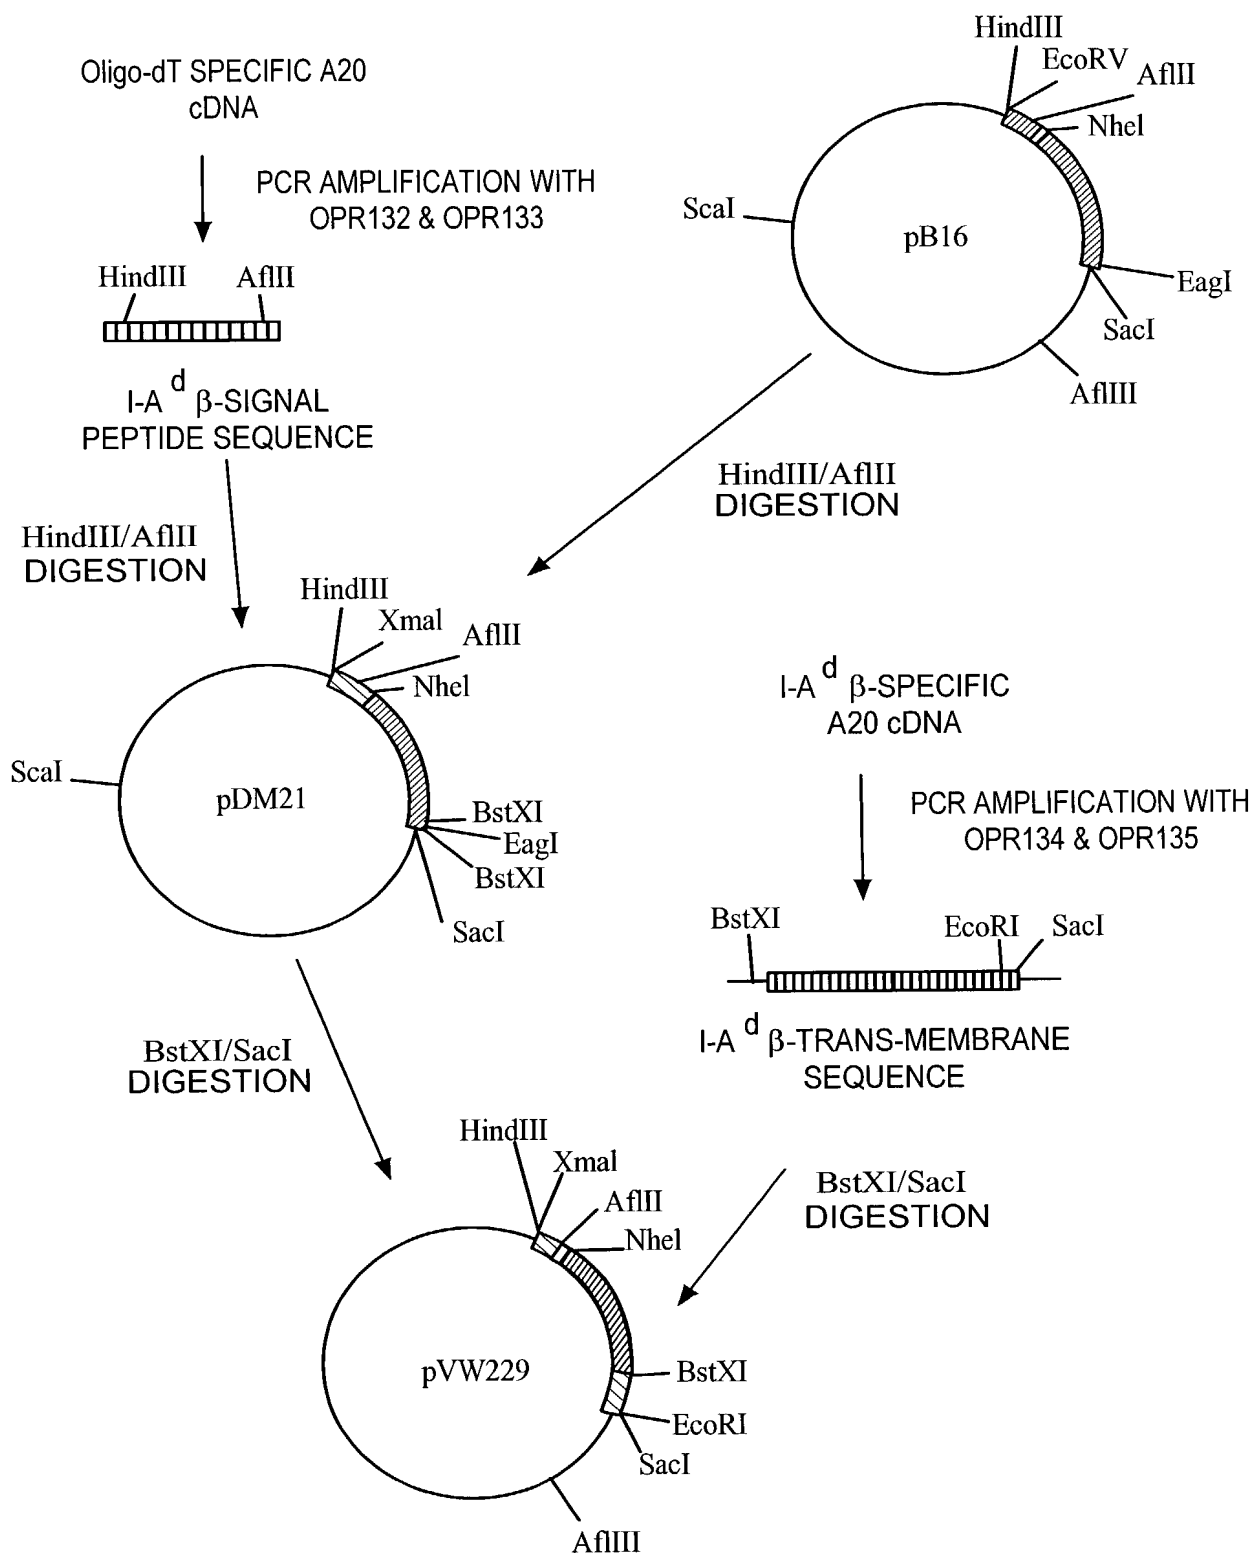 Oligo-dT SPECIFIC A20
cDNA
PCR AMPLIFICATION WITH
OPR132 & OPR133
HindIII
AflII
I-A d β-SIGNAL
PEPTIDE SEQUENCE
HindIII/AflII
DIGESTION
HindIII
EcoRV
AflII
NheI
ScaI
pB16
EagI
SacI
AflIII
HindIII/AflII
DIGESTION
HindIII
XmaI
AflII
NheI
ScaI
pDM21
BstXI
EagI
BstXI
SacI
I-A d β-SPECIFIC
A20 cDNA
PCR AMPLIFICATION WITH
OPR134 & OPR135
BstXI
EcoRI
SacI
I-A d β-TRANS-MEMBRANE
SEQUENCE
BstXI/SacI
DIGESTION
BstXI/SacI
DIGESTION
HindIII
XmaI
AflII
NheI
pVW229
BstXI
EcoRI
SacI
AflIII